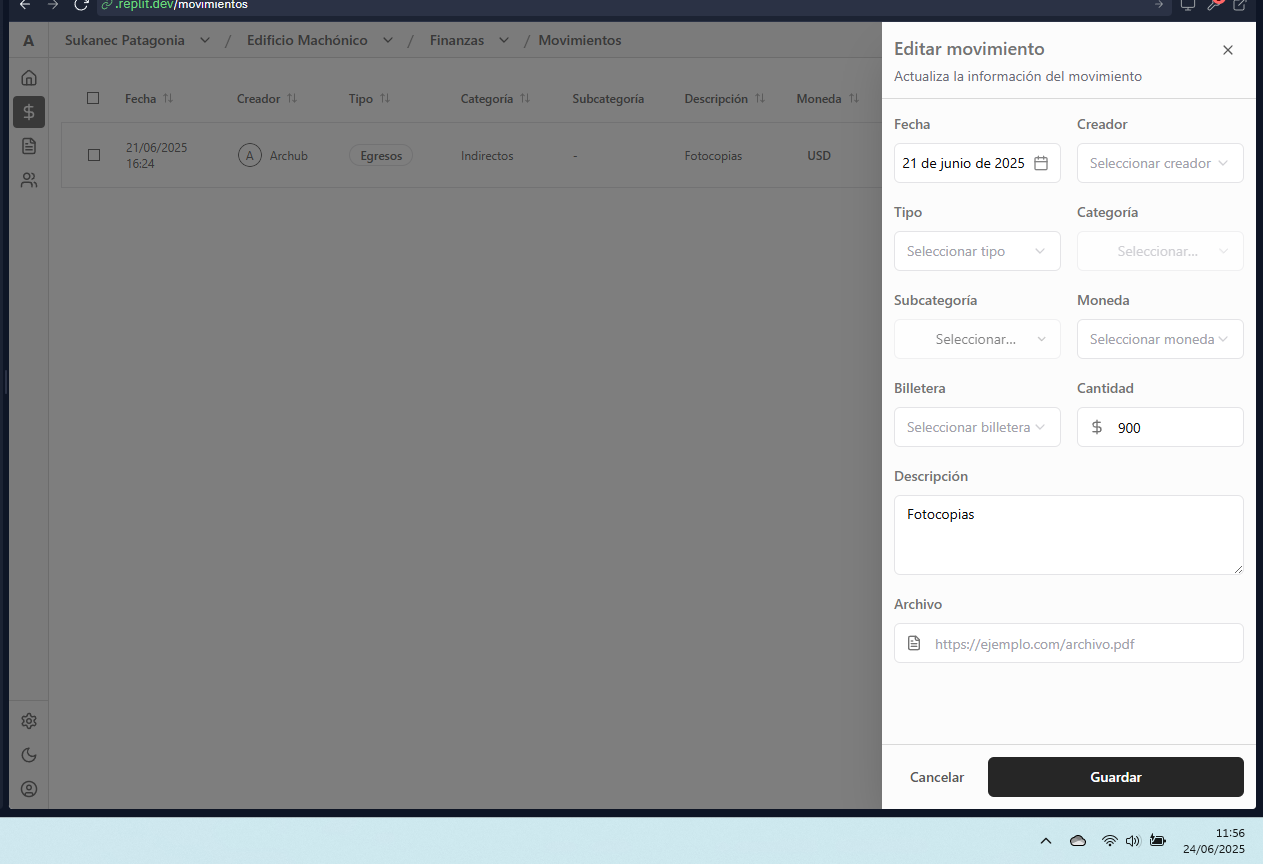 .replit.dev/movimientos
A Sukanec Patagonia / Edificio Machónico / Finanzas / Movimientos
Fecha Creador Tipo Categoría Subcategoría Descripción Moneda
21/06/2025
16:24
A Archub Egresos Indirectos - Fotocopias USD
Editar movimiento
Actualiza la información del movimiento
Fecha Creador
21 de junio de 2025 Seleccionar creador
Tipo Categoría
Seleccionar tipo Seleccionar...
Subcategoría Moneda
Seleccionar... Seleccionar moneda
Billetera Cantidad
Seleccionar billetera $ 900
Descripción
Fotocopias
Archivo
https://ejemplo.com/archivo.pdf
Cancelar Guardar
11:56
24/06/2025